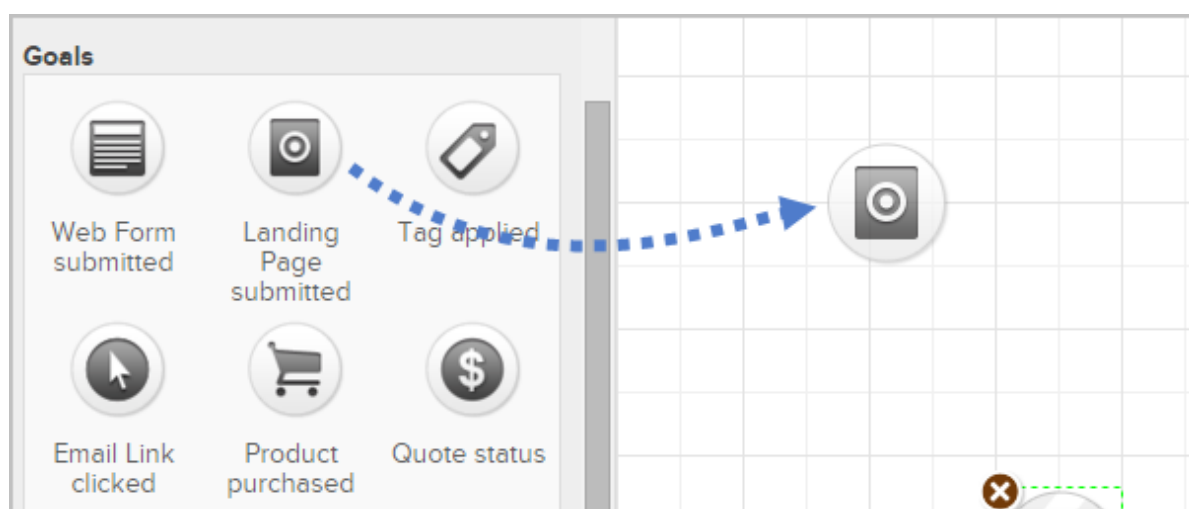 Goals
Web Form
submitted
Landing
Page
submitted
Tag applied
Email Link
clicked
Product
purchased
Quote status